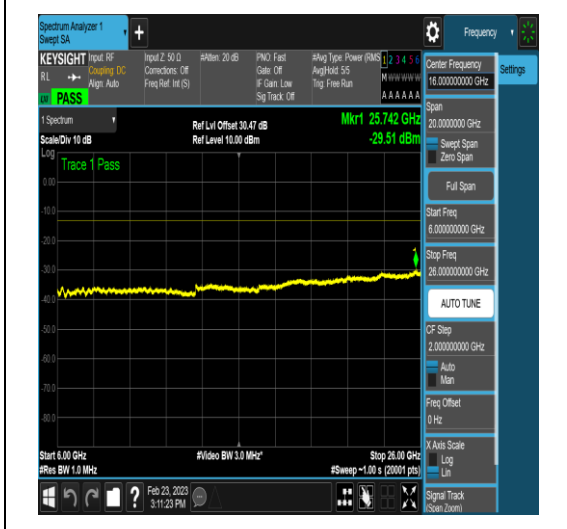 Spectrum Analyzer 1
Swept SA
+
Frequency
KEYSIGHT
RL
PASS
Input: RF
Coupling: DC
Align: Auto
Input Z: 50 Ω
Corrections: Off
Freq Ref: Int (S)
#Atten: 20 dB
PNO: Fast
Gate: Off
IF Gain: Low
Sig Track: Off
#Avg Type: Power (RMS
Avg|Hold: 5/5
Trig: Free Run
1 2 3 4 5 6
M W W W W W
A A A A A A
1 Spectrum
Scale/Div 10 dB
Ref Lvl Offset 30.47 dB
Ref Level 10.00 dBm
Mkr1 25.742 GHz
-29.51 dBm
Log
Trace 1 Pass
1
0.00
-10.0
-20.0
-30.0
-40.0
-50.0
-60.0
-70.0
-80.0
Start 6.00 GHz
#Res BW 1.0 MHz
#Video BW 3.0 MHz*
Stop 26.00 GHz
#Sweep ~1.00 s (20001 pts)
Feb 23, 2023
3:11:23 PM
?
Center Frequency
16.000000000 GHz
Settings
Span
20.0000000 GHz
Swept Span
Zero Span
Full Span
Start Freq
6.000000000 GHz
Stop Freq
26.000000000 GHz
AUTO TUNE
CF Step
2.000000000 GHz
Auto
Man
Freq Offset
0 Hz
X Axis Scale
Log
Lin
Signal Track
(Span Zoom)